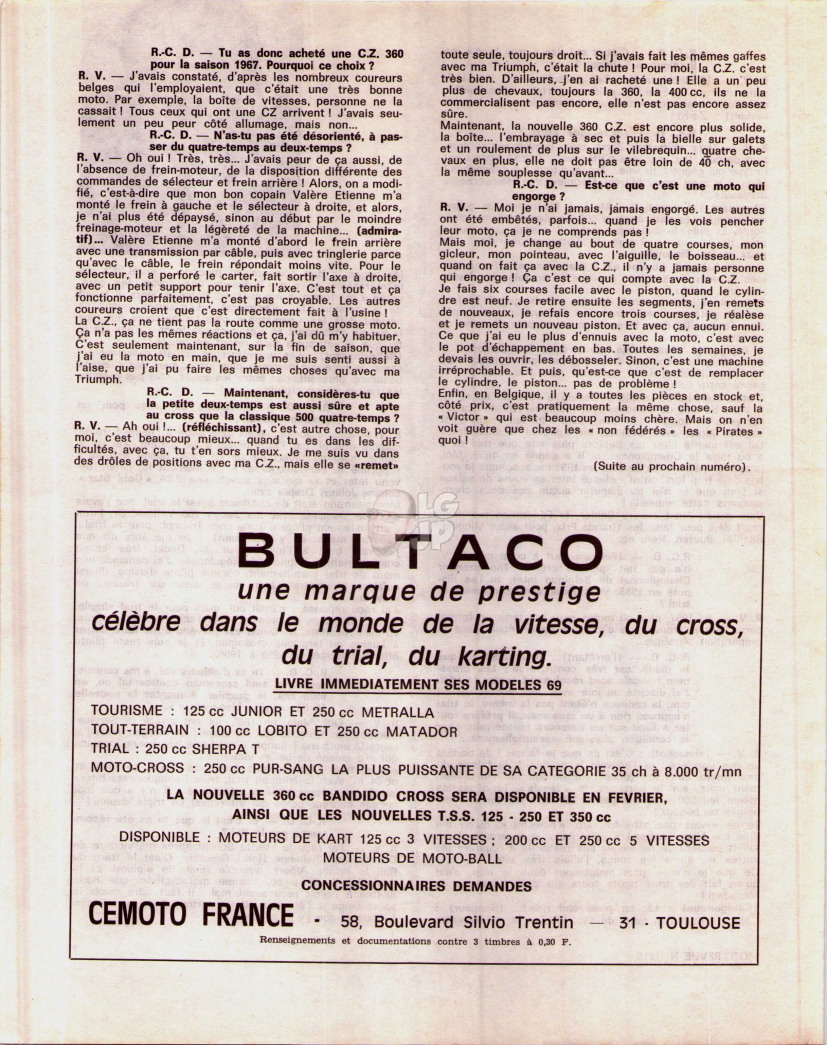 R.-C. D. — Tu as donc acheté une C.Z. 360
pour la saison 1967. Pourquoi ce choix ?
R. V. — J'avais constaté, d'après les nombreux coureurs
belges qui l'employaient, que c'était une très bonne
moto. Par exemple, la boîte de vitesses, personne ne la
cassait ! Tous ceux qui ont une CZ arrivent ! J'avais seu-
lement un peu peur côté allumage, mais non...
R.-C. D. — N'as-tu pas été désorienté, à pas-
ser du quatre-temps au deux-temps ?
R. V. — Oh oui ! Très, très... J'avais peur de ça aussi, de
l'absence de frein-moteur, de la disposition différente des
commandes de sélecteur et frein arrière ! Alors, on a modi-
fié, c'est-à-dire que mon bon copain Valère Etienne m'a
monté le frein à gauche et le sélecteur à droite, et alors,
je n'ai plus été dépaysé, sinon au début par le moindre
freinage-moteur et la légèreté de la machine... (admira-
tif)... Valère Etienne m'a monté d'abord le frein arrière
avec une transmission par câble, puis avec tringlerie parce
qu'avec le câble, le frein répondait moins vite. Pour le
sélecteur, il a perforé le carter, fait sortir l'axe à droite,
avec un petit support pour tenir l'axe. C'est tout et ça
fonctionne parfaitement, c'est pas croyable. Les autres
coureurs croient que c'est directement fait à l'usine !
La C.Z., ça ne tient pas la route comme une grosse moto.
Ça n'a pas les mêmes réactions et ça, j'ai dû m'y habituer.
C'est seulement maintenant, sur la fin de saison, que
j'ai eu la moto en main, que je me suis senti aussi à
l'aise, que j'ai pu faire les mêmes choses qu'avec ma
Triumph.
R.-C. D. — Maintenant, considères-tu que
la petite deux-temps est aussi sûre et apte
au cross que la classique 500 quatre-temps ?
R. V. — Ah oui !... (réfléchissant), c'est autre chose, pour
moi, c'est beaucoup mieux... quand tu es dans les dif-
ficultés, avec ça, tu t'en sors mieux. Je me suis vu dans
des drôles de positions avec ma C.Z., mais elle se «remet»
toute seule, toujours droit... Si j'avais fait les mêmes gaffes
avec ma Triumph, c'était la chute ! Pour moi, la C.Z. c'est
très bien. D'ailleurs, j'en ai racheté une ! Elle a un peu
plus de chevaux, toujours la 360, la 400 cc, ils ne la
commercialisent pas encore, elle n'est pas encore assez
sûre.
Maintenant, la nouvelle 360 C.Z. est encore plus solide,
la boîte... l'embrayage à sec et puis la bielle sur galets
et un roulement de plus sur le vilebrequin... quatre che-
vaux en plus, elle ne doit pas être loin de 40 ch, avec
la même souplesse qu'avant...
R.-C. D. — Est-ce que c'est une moto qui
engorge ?
R. V. — Moi je n'ai jamais, jamais engorgé. Les autres
ont été embêtés, parfois... quand je les vois pencher
leur moto, ça je ne comprends pas !
Mais moi, je change au bout de quatre courses, mon
gicleur, mon pointeau, avec l'aiguille, le boisseau... et
quand on fait ça avec la C.Z., il n'y a jamais personne
qui engorge ! Ça c'est ce qui compte avec la C.Z.
Je fais six courses facile avec le piston, quand le cylin-
dre est neuf. Je retire ensuite les segments, j'en remets
de nouveaux, je refais encore trois courses, je réalèse
et je remets un nouveau piston. Et avec ça, aucun ennui.
Ce que j'ai eu le plus d'ennuis avec la moto, c'est avec
le pot d'échappement en bas. Toutes les semaines, je
devais les ouvrir, les débosseler. Sinon, c'est une machine
irréprochable. Et puis, qu'est-ce que c'est de remplacer
le cylindre, le piston... pas de problème !
Enfin, en Belgique, il y a toutes les pièces en stock et,
côté prix, c'est pratiquement la même chose, sauf la
« Victor » qui est beaucoup moins chère. Mais on n'en
voit guère que chez les « non fédérés » les « Pirates »
quoi !
(Suite au prochain numéro).
LG
UP
BULTACO
une marque de prestige
célèbre dans le monde de la vitesse, du cross,
du trial, du karting.
LIVRE IMMEDIATEMENT SES MODELES 69
TOURISME : 125 cc JUNIOR ET 250 cc METRALLA
TOUT-TERRAIN : 100 cc LOBITO ET 250 cc MATADOR
TRIAL : 250 cc SHERPA T
MOTO-CROSS : 250 cc PUR-SANG LA PLUS PUISSANTE DE SA CATEGORIE 35 ch à 8.000 tr/mn
LA NOUVELLE 360 cc BANDIDO CROSS SERA DISPONIBLE EN FEVRIER,
AINSI QUE LES NOUVELLES T.S.S. 125 - 250 ET 350 cc
DISPONIBLE : MOTEURS DE KART 125 cc 3 VITESSES ; 200 cc ET 250 cc 5 VITESSES
MOTEURS DE MOTO-BALL
CONCESSIONNAIRES DEMANDES
CEMOTO FRANCE - 58, Boulevard Silvio Trentin — 31 - TOULOUSE
Renseignements et documentations contre 3 timbres à 0,30 F.